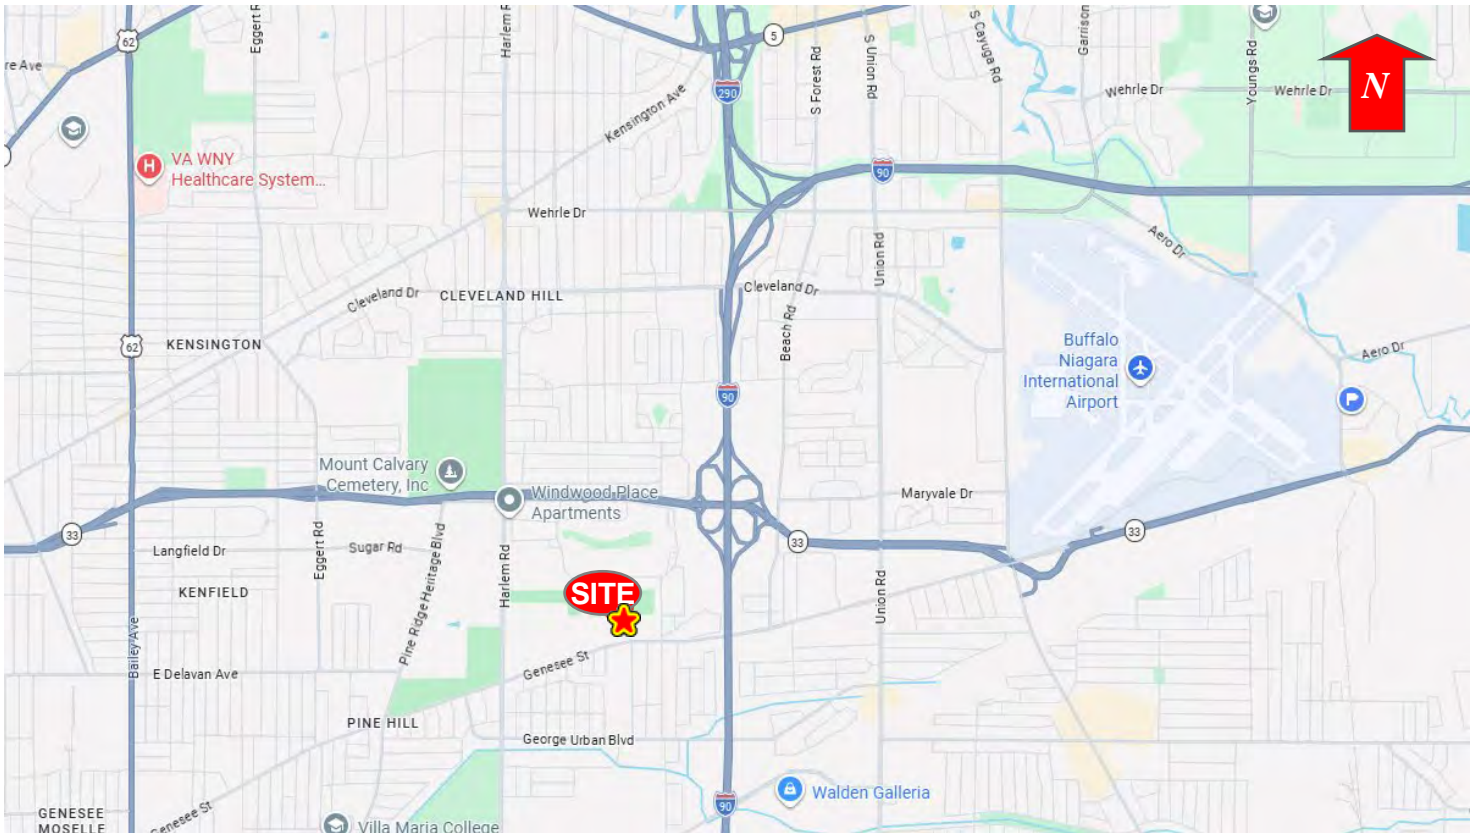 62
Eggert R
Harlem R
5
S Forest Rd
S Union Rd
S Cayuga Rd
Garrison
Youngs Rd
N
re Ave
290
Kensington Ave
Wehrle Dr
Wehrle Dr
H
VA WNY
Healthcare System...
90
Wehrle Dr
Aero Dr
Union Rd
Cleveland Dr
CLEVELAND HILL
Cleveland Dr
Beach Rd
62
KENSINGTON
Buffalo
Niagara
International
Airport
Aero Dr
90
P
Mount Calvary
Cemetery, Inc
Windwood Place
Apartments
Maryvale Dr
33
33
33
Langfield Dr
Eggert Rd
Sugar Rd
Pine Ridge Heritage Blvd
Harlem Rd
KENFIELD
SITE
Union Rd
Bailey Ave
E Delavan Ave
Genesee St
PINE HILL
George Urban Blvd
90
Walden Galleria
GENESEE
MOSELLE
enesee St
Villa Maria College